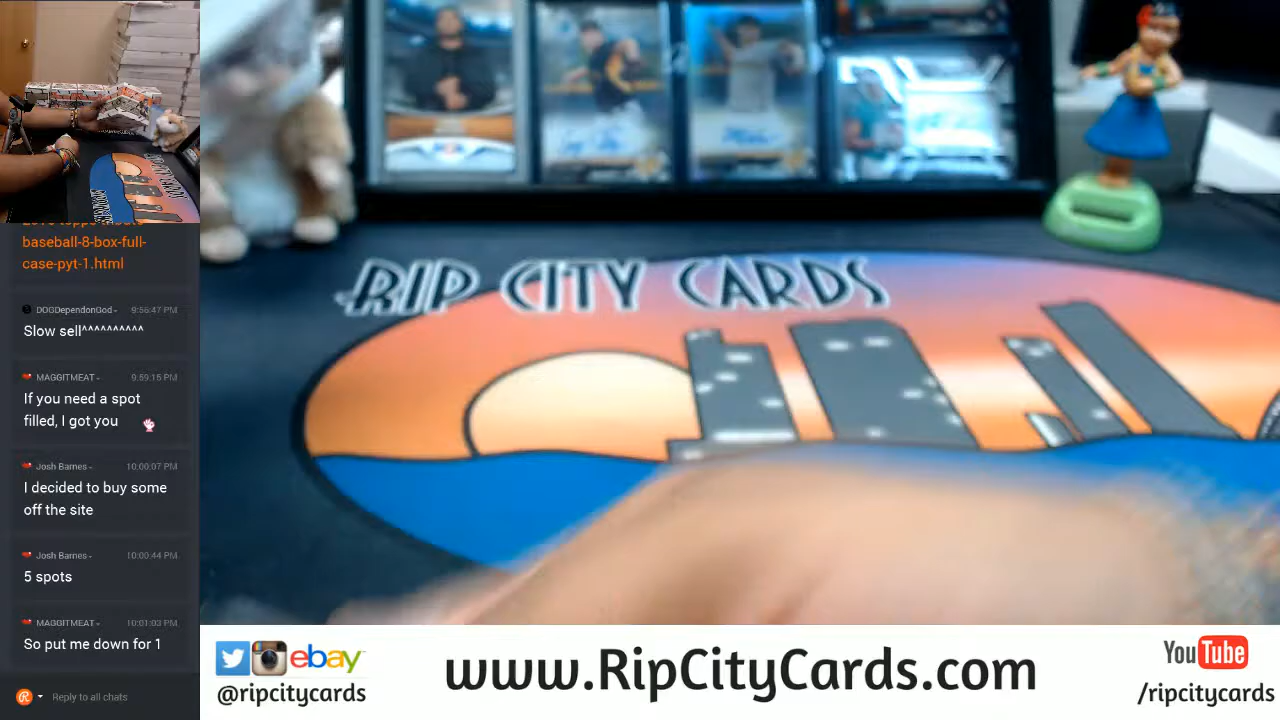 baseball-8-box-full-
case-pyt-1.html
DOGDependonGod - 9:56:47 PM
Slow sell^^^^^^^^^^
MAGGITMEAT - 9:59:15 PM
If you need a spot
filled, I got you
Josh Barnes - 10:00:07 PM
I decided to buy some
off the site
Josh Barnes - 10:00:44 PM
5 spots
MAGGITMEAT - 10:01:03 PM
So put me down for 1
Reply to all chats
RIP CITY CARDS
ebay
@ripcitycards
www.RipCityCards.com
YouTube
/ripcitycards